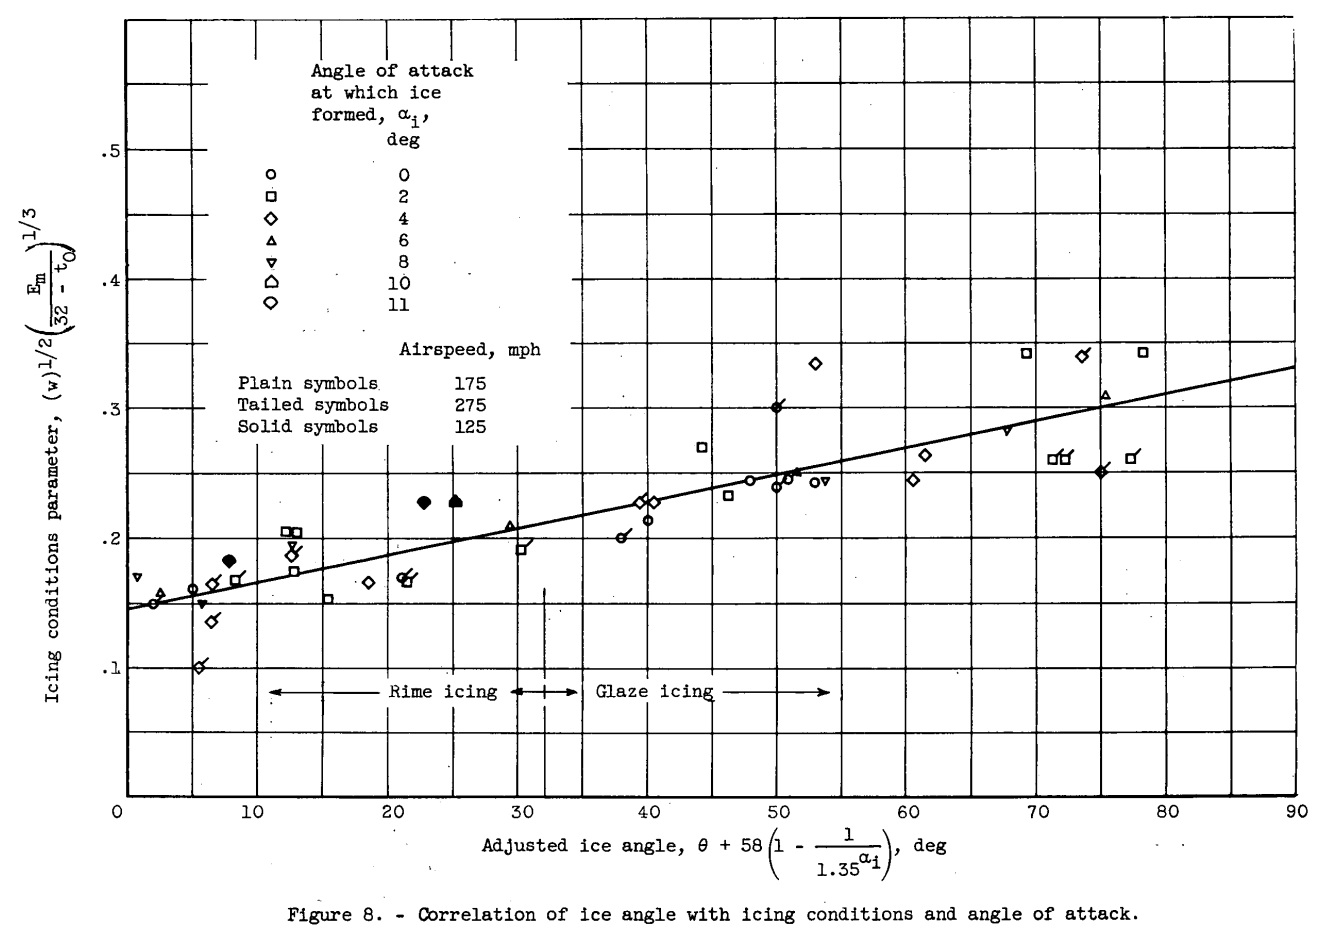 Angle of attack
at which ice
formed, αi,
deg
0
2
4
6
8
10
11
Airspeed, mph
Plain symbols 175
Tailed symbols 275
Solid symbols 125
.5
.4
.3
.2
.1
Icing conditions parameter, (w)^1/2 (Em / 32 - t0)^1/3
Rime icing
Glaze icing
0 10 20 30 40 50 60 70 80 90
Adjusted ice angle, θ + 58 (1 - 1 / 1.35^αi), deg
Figure 8. - Correlation of ice angle with icing conditions and angle of attack.